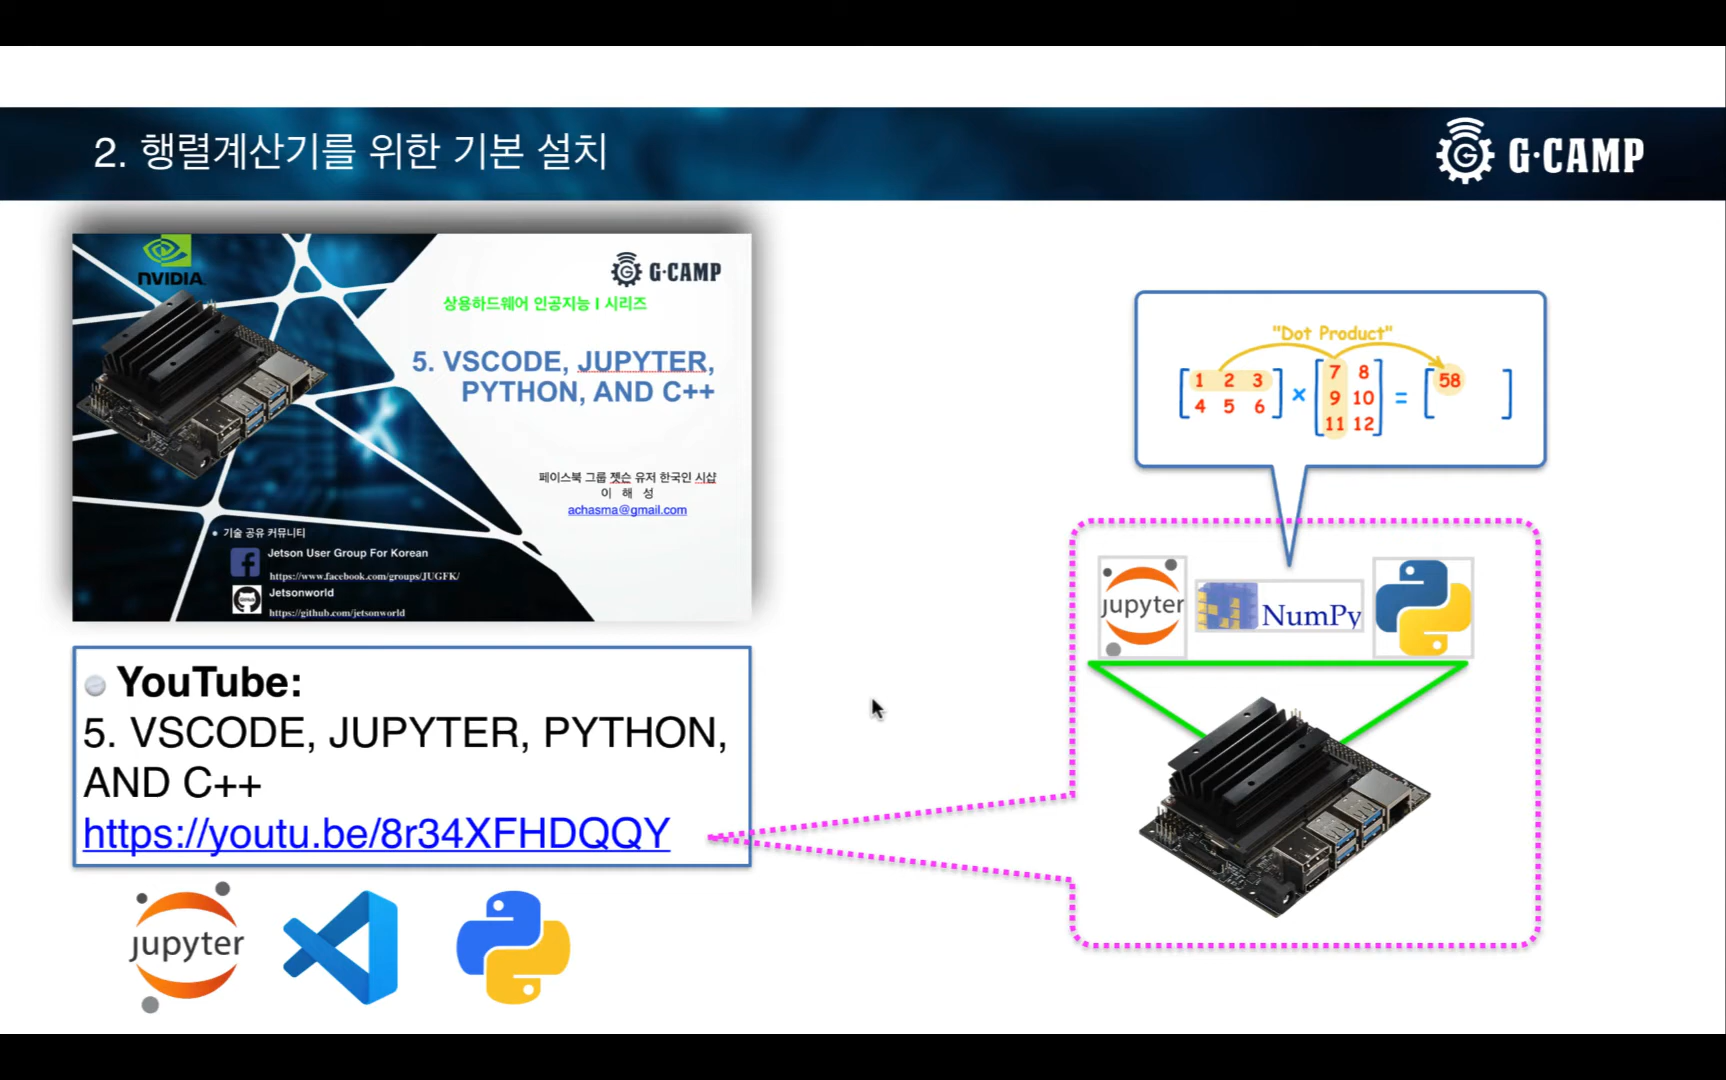 2. 행렬계산기를 위한 기본 설치
G·CAMP
NVIDIA
G·CAMP
상용하드웨어 인공지능 I 시리즈
5. VSCODE, JUPYTER,
PYTHON, AND C++
페이스북 그룹 젯슨 유저 한국인 시샵
이 해 성
achasma@gmail.com
기술 공유 커뮤니티
Jetson User Group For Korean
https://www.facebook.com/groups/JUGFK/
Jetsonworld
https://github.com/jetsonworld
YouTube:
5. VSCODE, JUPYTER, PYTHON,
AND C++
https://youtu.be/8r34XFHDQQY
jupyter
"Dot Product"
1 2 3 × 7 8 = 58
4 5 6 9 10
11 12
jupyter
NumPy